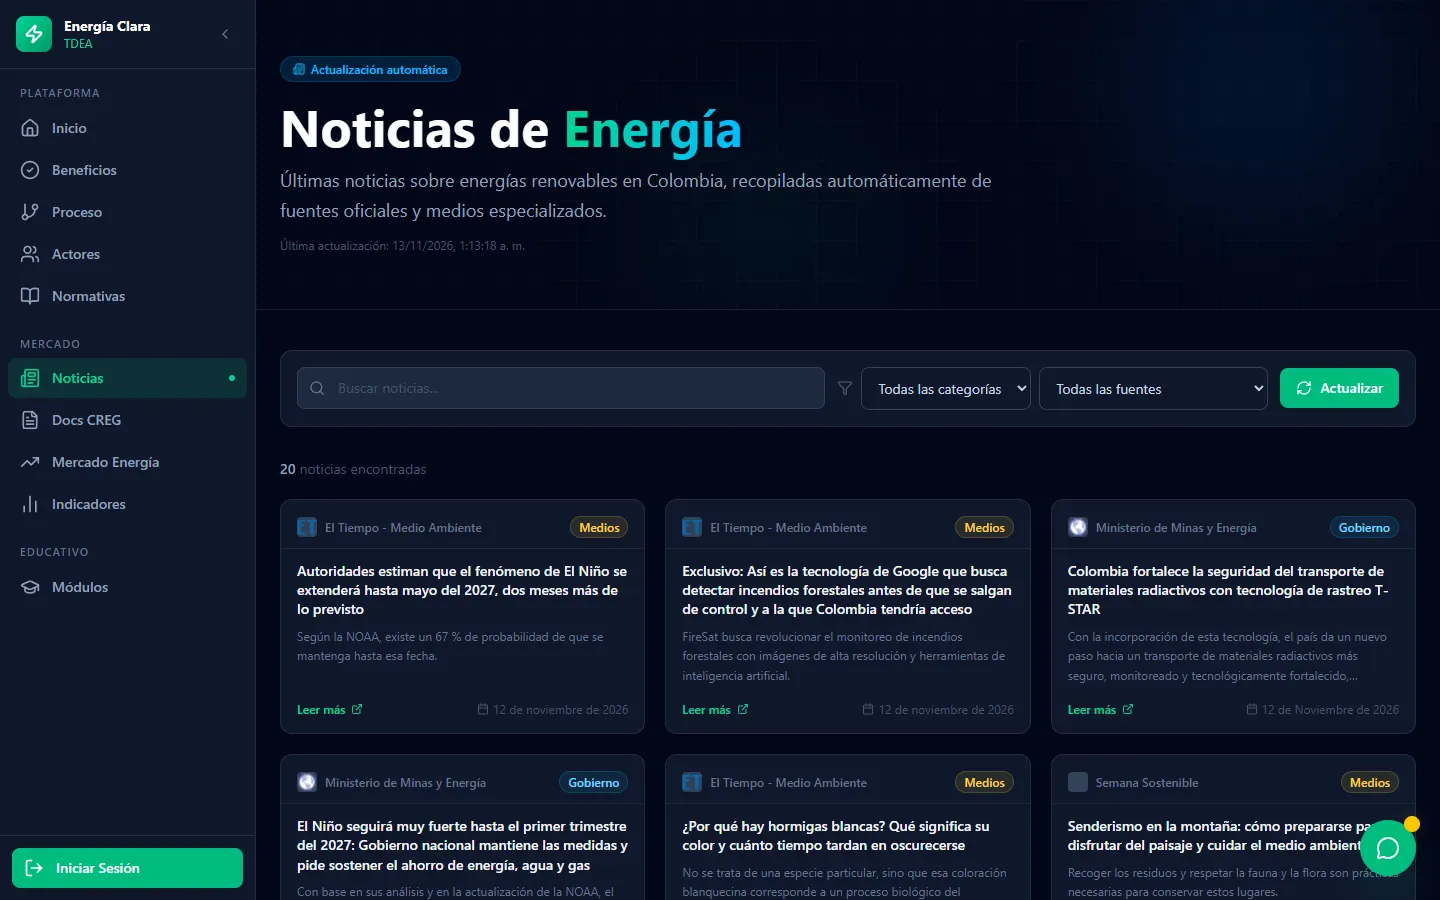 Energía Clara
TDEA
PLATAFORMA
Inicio
Beneficios
Proceso
Actores
Normativas
MERCADO
Noticias
Docs CREG
Mercado Energía
Indicadores
EDUCATIVO
Módulos
Iniciar Sesión
Actualización automática
Noticias de Energía
Últimas noticias sobre energías renovables en Colombia, recopiladas automáticamente de
fuentes oficiales y medios especializados.
Última actualización: 13/11/2026, 1:13:18 a. m.
Buscar noticias...
Todas las categorías
Todas las fuentes
Actualizar
20 noticias encontradas
ET
El Tiempo - Medio Ambiente
Medios
Autoridades estiman que el fenómeno de El Niño se
extenderá hasta mayo del 2027, dos meses más de
lo previsto
Según la NOAA, existe un 67 % de probabilidad de que se
mantenga hasta esa fecha.
Leer más
12 de noviembre de 2026
ET
El Tiempo - Medio Ambiente
Medios
Exclusivo: Así es la tecnología de Google que busca
detectar incendios forestales antes de que se salgan
de control y a la que Colombia tendría acceso
FireSat busca revolucionar el monitoreo de incendios
forestales con imágenes de alta resolución y herramientas de
inteligencia artificial.
Leer más
12 de noviembre de 2026
Ministerio de Minas y Energía
Gobierno
Colombia fortalece la seguridad del transporte de
materiales radiactivos con tecnología de rastreo T-
STAR
Con la incorporación de esta tecnología, el país da un nuevo
paso hacia un transporte de materiales radiactivos más
seguro, monitoreado y tecnológicamente fortalecido,...
Leer más
12 de Noviembre de 2026
Ministerio de Minas y Energía
Gobierno
El Niño seguirá muy fuerte hasta el primer trimestre
del 2027: Gobierno nacional mantiene las medidas y
pide sostener el ahorro de energía, agua y gas
Con base en sus análisis y en la actualización de la NOAA, el
ET
El Tiempo - Medio Ambiente
Medios
¿Por qué hay hormigas blancas? Qué significa su
color y cuánto tiempo tardan en oscurecerse
No se trata de una especie particular, sino que esa coloración
blanquecina corresponde a un proceso biológico del
Semana Sostenible
Medios
Senderismo en la montaña: cómo prepararse
disfrutar del paisaje y cuidar el medio
Recoger los residuos y respetar la fauna y la flora son
necesarias para conservar estos lugares.